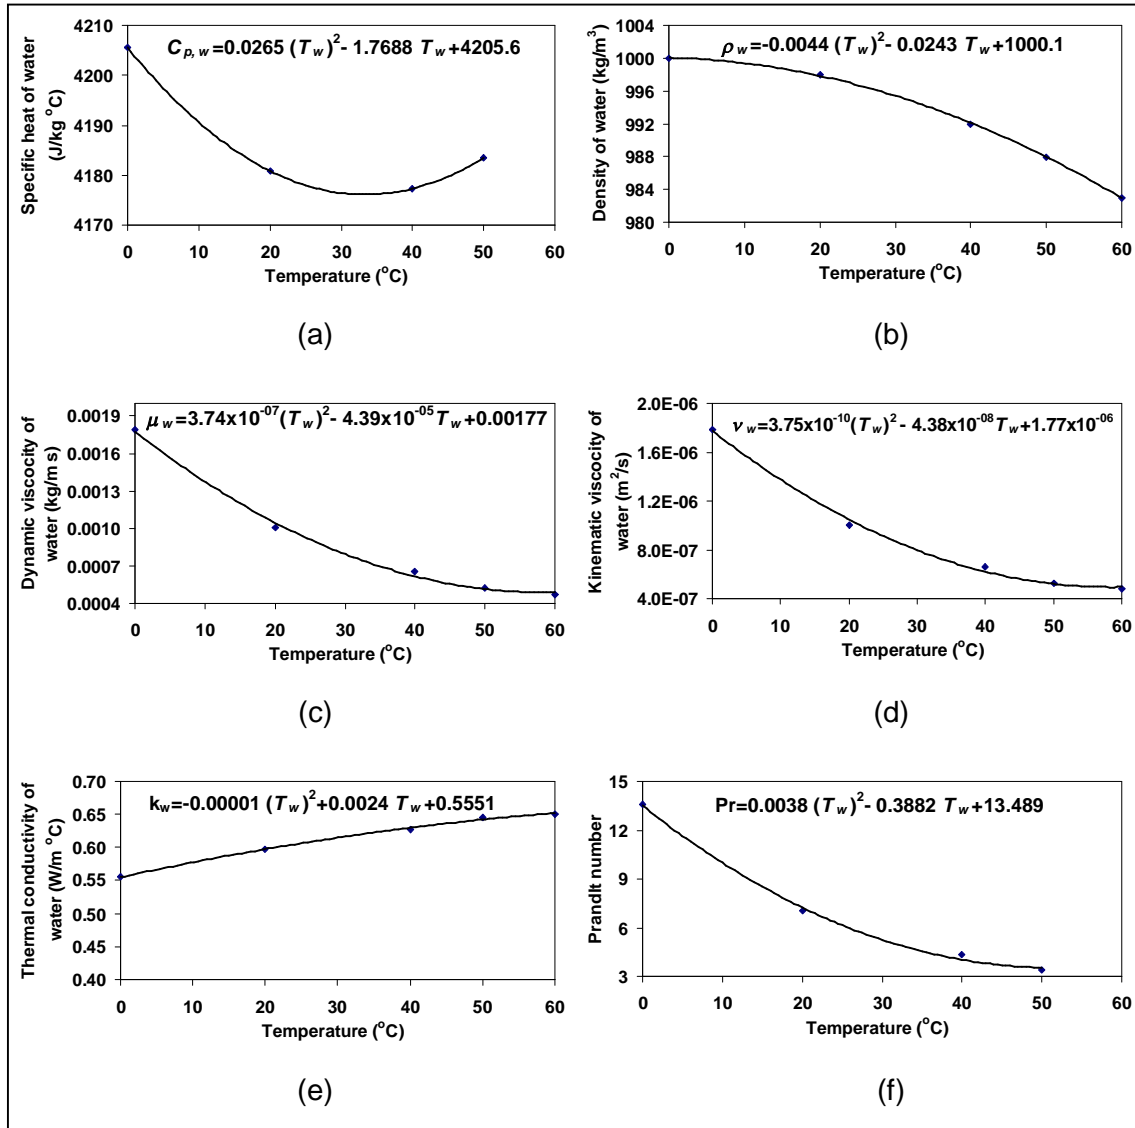 4210
4200
4190
4180
4170
Specific heat of water
(J/kg °C)
C p, w =0.0265 (T w)² - 1.7688 T w +4205.6
0 10 20 30 40 50 60
Temperature (°C)
(a)
1004
1000
996
992
988
984
980
Density of water (kg/m³)
ρ w =-0.0044 (T w)² - 0.0243 T w +1000.1
0 10 20 30 40 50 60
Temperature (°C)
(b)
0.0019
0.0016
0.0013
0.0010
0.0007
0.0004
Dynamic viscocity of
water (kg/m s)
μ w =3.74x10⁻⁰⁷(T w)² - 4.39x10⁻⁰⁵T w +0.00177
0 10 20 30 40 50 60
Temperature (°C)
(c)
2.0E-06
1.6E-06
1.2E-06
8.0E-07
4.0E-07
Kinematic viscocity of
water (m²/s)
ν w =3.75x10⁻¹⁰(T w)² - 4.38x10⁻⁰⁸T w +1.77x10⁻⁰⁶
0 10 20 30 40 50 60
Temperature (°C)
(d)
0.70
0.65
0.60
0.55
0.50
0.45
0.40
Thermal conductivity of
water (W/m °C)
k w =-0.00001 (T w)²+0.0024 T w +0.5551
0 10 20 30 40 50 60
Temperature (°C)
(e)
15
12
9
6
3
Prandlt number
Pr=0.0038 (T w)² - 0.3882 T w +13.489
0 10 20 30 40 50 60
Temperature (°C)
(f)